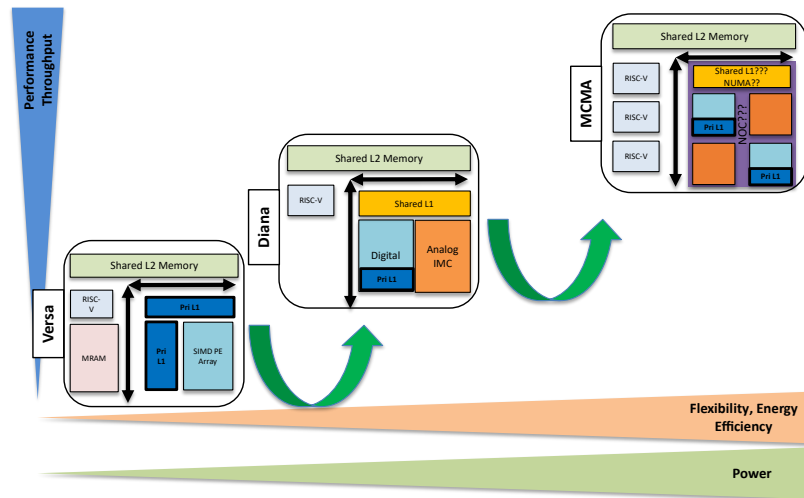 Performance
Throughput
MCMA
Shared L2 Memory
RISC-V
RISC-V
RISC-V
Shared L1???
NUMA??
NOC???
Pri L1
Pri L1
Diana
Shared L2 Memory
RISC-V
Shared L1
Digital
Pri L1
Analog
IMC
Versa
Shared L2 Memory
RISC-
V
MRAM
Pri L1
Pri
L1
SIMD PE
Array
Flexibility, Energy
Efficiency
Power